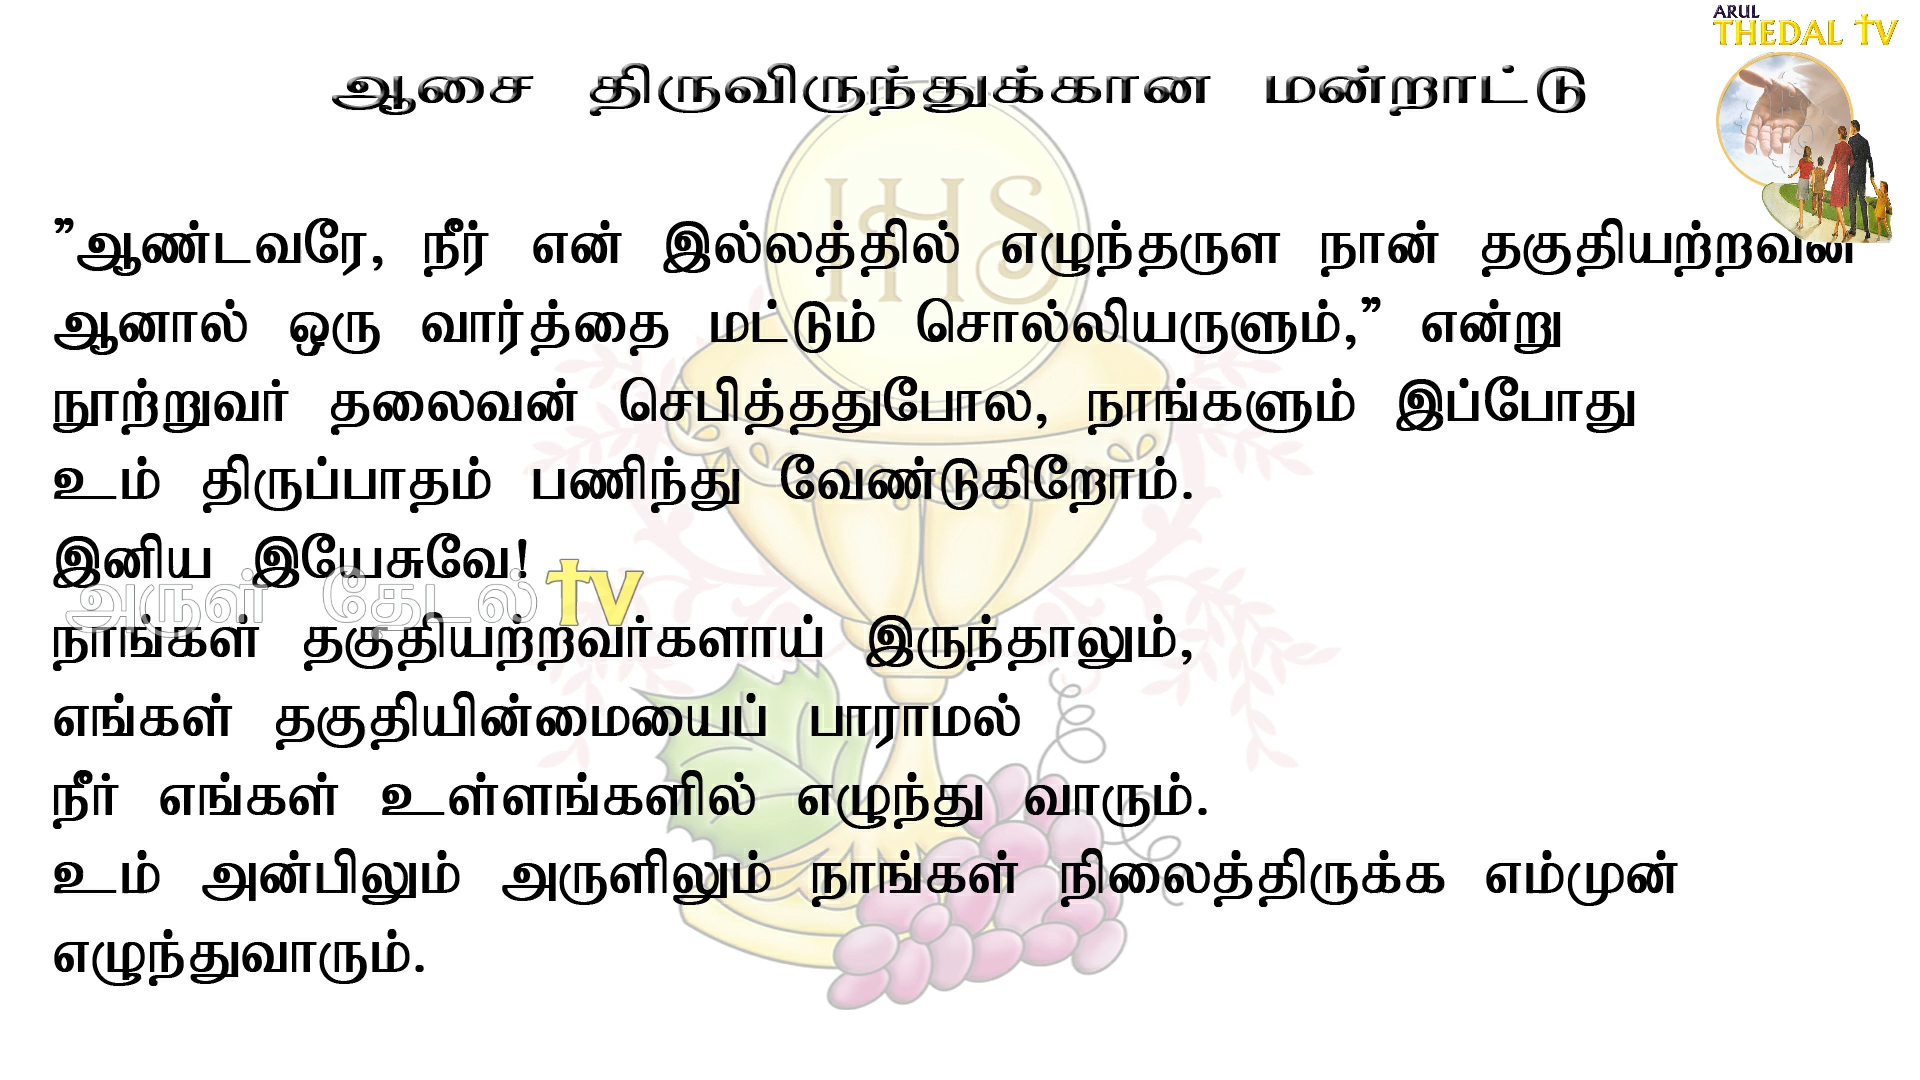 ARUL
THEDAL TV
ஆசை திருவிருந்துக்கான மன்றாட்டு
"ஆண்டவரே, நீர் என் இல்லத்தில் எழுந்தருள நான் தகுதியற்றவன்
ஆனால் ஒரு வார்த்தை மட்டும் சொல்லியருளும்," என்று
நூற்றுவர் தலைவன் செபித்ததுபோல, நாங்களும் இப்போது
உம் திருப்பாதம் பணிந்து வேண்டுகிறோம்.
இனிய இயேசுவே!
அருள் தேடல் tv
நாங்கள் தகுதியற்றவர்களாய் இருந்தாலும்,
எங்கள் தகுதியின்மையைப் பாராமல்
நீர் எங்கள் உள்ளங்களில் எழுந்து வாரும்.
உம் அன்பிலும் அருளிலும் நாங்கள் நிலைத்திருக்க எம்முன்
எழுந்துவாரும்.
IHS